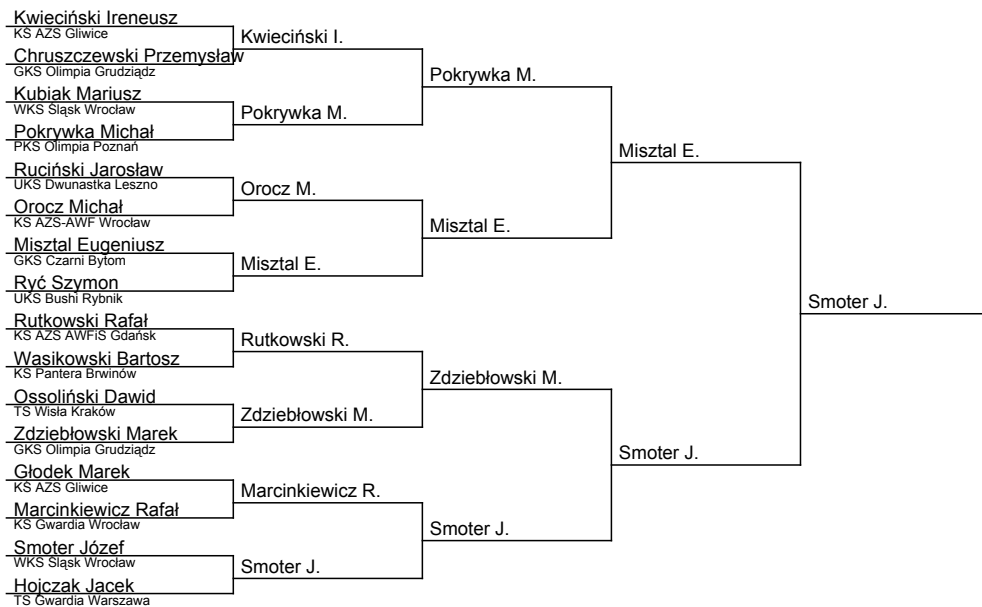 Kwieciński Ireneusz
KS AZS Gliwice
Chruszczewski Przemysław
GKS Olimpia Grudziądz
Kubiak Mariusz
WKS Śląsk Wrocław
Pokrywka Michał
PKS Olimpia Poznań
Ruciński Jarosław
UKS Dwunastka Leszno
Orocz Michał
KS AZS-AWF Wrocław
Misztal Eugeniusz
GKS Czarni Bytom
Ryć Szymon
UKS Bushi Rybnik
Rutkowski Rafał
KS AZS AWFiS Gdańsk
Wasikowski Bartosz
KS Pantera Brwinów
Ossoliński Dawid
TS Wisła Kraków
Zdziebłowski Marek
GKS Olimpia Grudziądz
Głodek Marek
KS AZS Gliwice
Marcinkiewicz Rafał
KS Gwardia Wrocław
Smoter Józef
WKS Śląsk Wrocław
Hojczak Jacek
TS Gwardia Warszawa
Kwieciński I.
Pokrywka M.
Orocz M.
Misztal E.
Rutkowski R.
Zdziebłowski M.
Marcinkiewicz R.
Smoter J.
Pokrywka M.
Misztal E.
Zdziebłowski M.
Smoter J.
Misztal E.
Smoter J.
Smoter J.